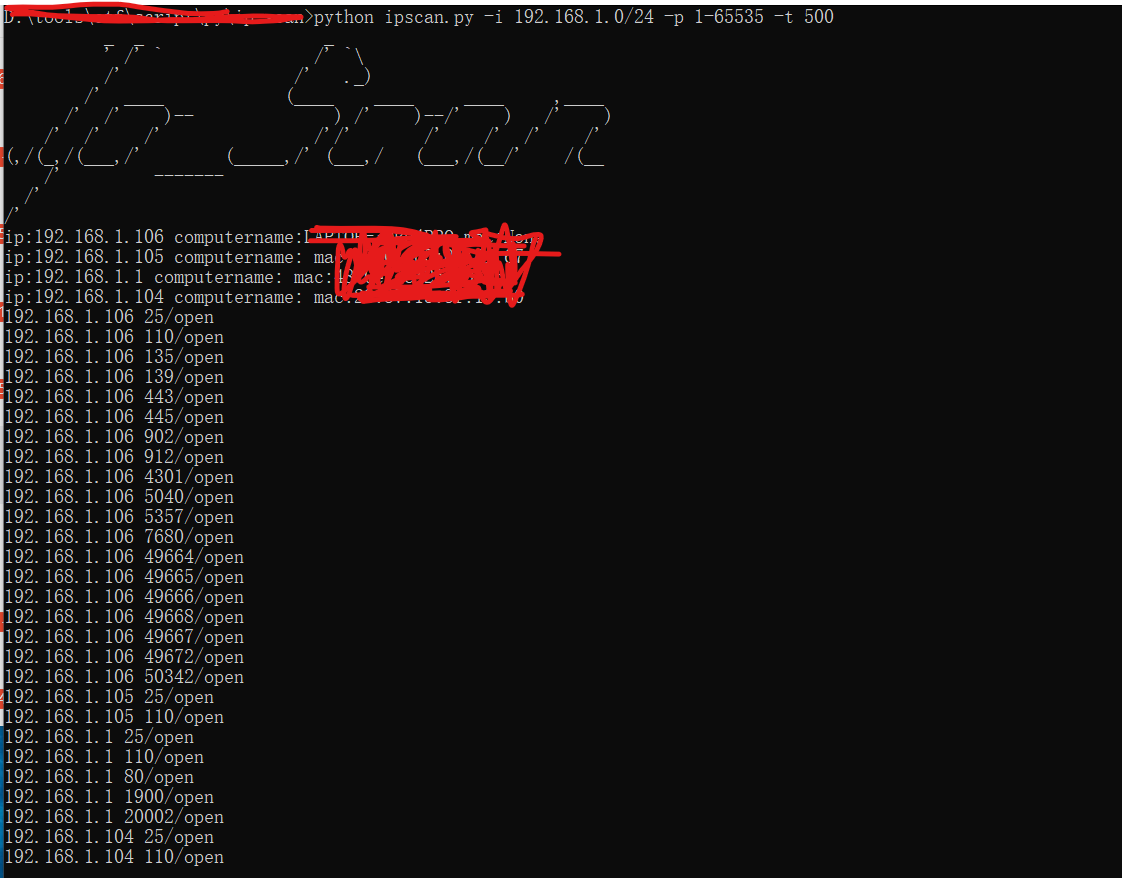 python ipscan.py -i 192.168.1.0/24 -p 1-65535 -t 500
Ip Scan
ip:192.168.1.106 computername:
ip:192.168.1.105 computername: mac
ip:192.168.1.1 computername: mac:
ip:192.168.1.104 computername: mac:
192.168.1.106 25/open
192.168.1.106 110/open
192.168.1.106 135/open
192.168.1.106 139/open
192.168.1.106 443/open
192.168.1.106 445/open
192.168.1.106 902/open
192.168.1.106 912/open
192.168.1.106 4301/open
192.168.1.106 5040/open
192.168.1.106 5357/open
192.168.1.106 7680/open
192.168.1.106 49664/open
192.168.1.106 49665/open
192.168.1.106 49666/open
192.168.1.106 49668/open
192.168.1.106 49667/open
192.168.1.106 49672/open
192.168.1.106 50342/open
192.168.1.105 25/open
192.168.1.105 110/open
192.168.1.1 25/open
192.168.1.1 110/open
192.168.1.1 80/open
192.168.1.1 1900/open
192.168.1.1 20002/open
192.168.1.104 25/open
192.168.1.104 110/open